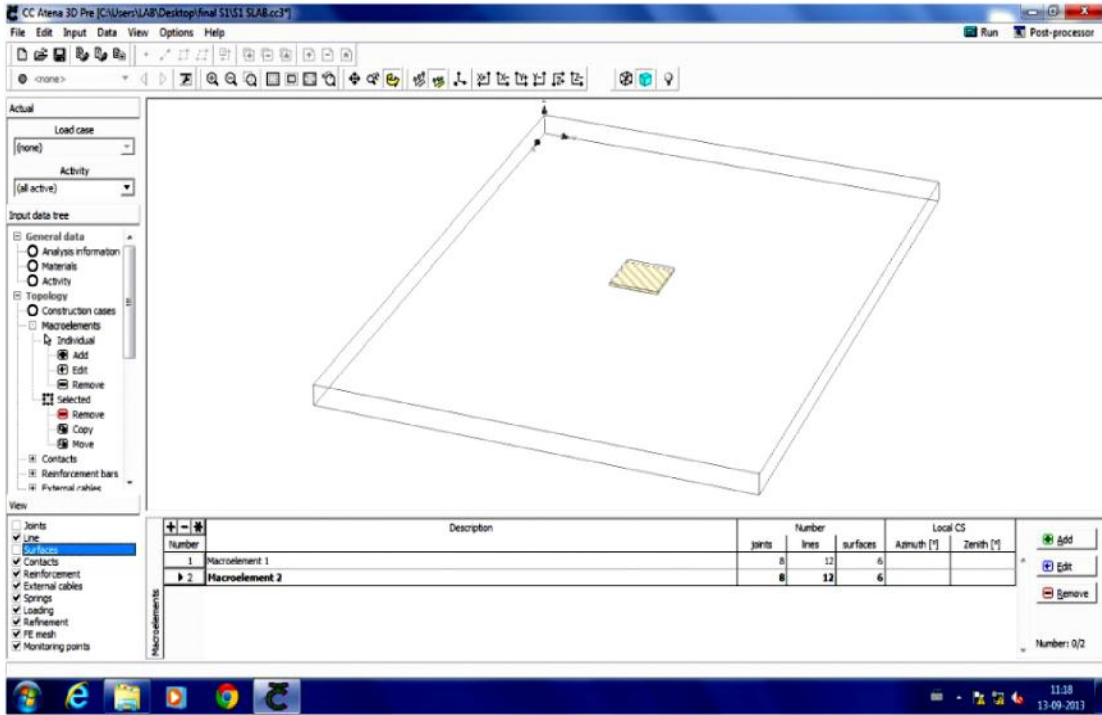 CC Atena 3D Pre [C:\Users\LAB\Desktop\final S1\S1 SLAB.cc3*]
File Edit Input Data View Options Help
Run Post-processor
<none>
Actual
Load case
(none)
Activity
(all active)
Input data tree
General data
Analysis information
Materials
Activity
Topology
Construction cases
Macroelements
Individual
Add
Edit
Remove
Selected
Remove
Copy
Move
Contacts
Reinforcement bars
External cables
View
Joints
Line
Surfaces
Contacts
Reinforcement
External cables
Springs
Loading
Refinement
FE mesh
Monitoring points
Macroelements
Description Number Local CS
Number joints lines surfaces Azimuth [°] Zenith [°]
1 Macroelement 1 8 12 6
2 Macroelement 2 8 12 6
Add
Edit
Remove
Number: 0/2
11:18
13-09-2013